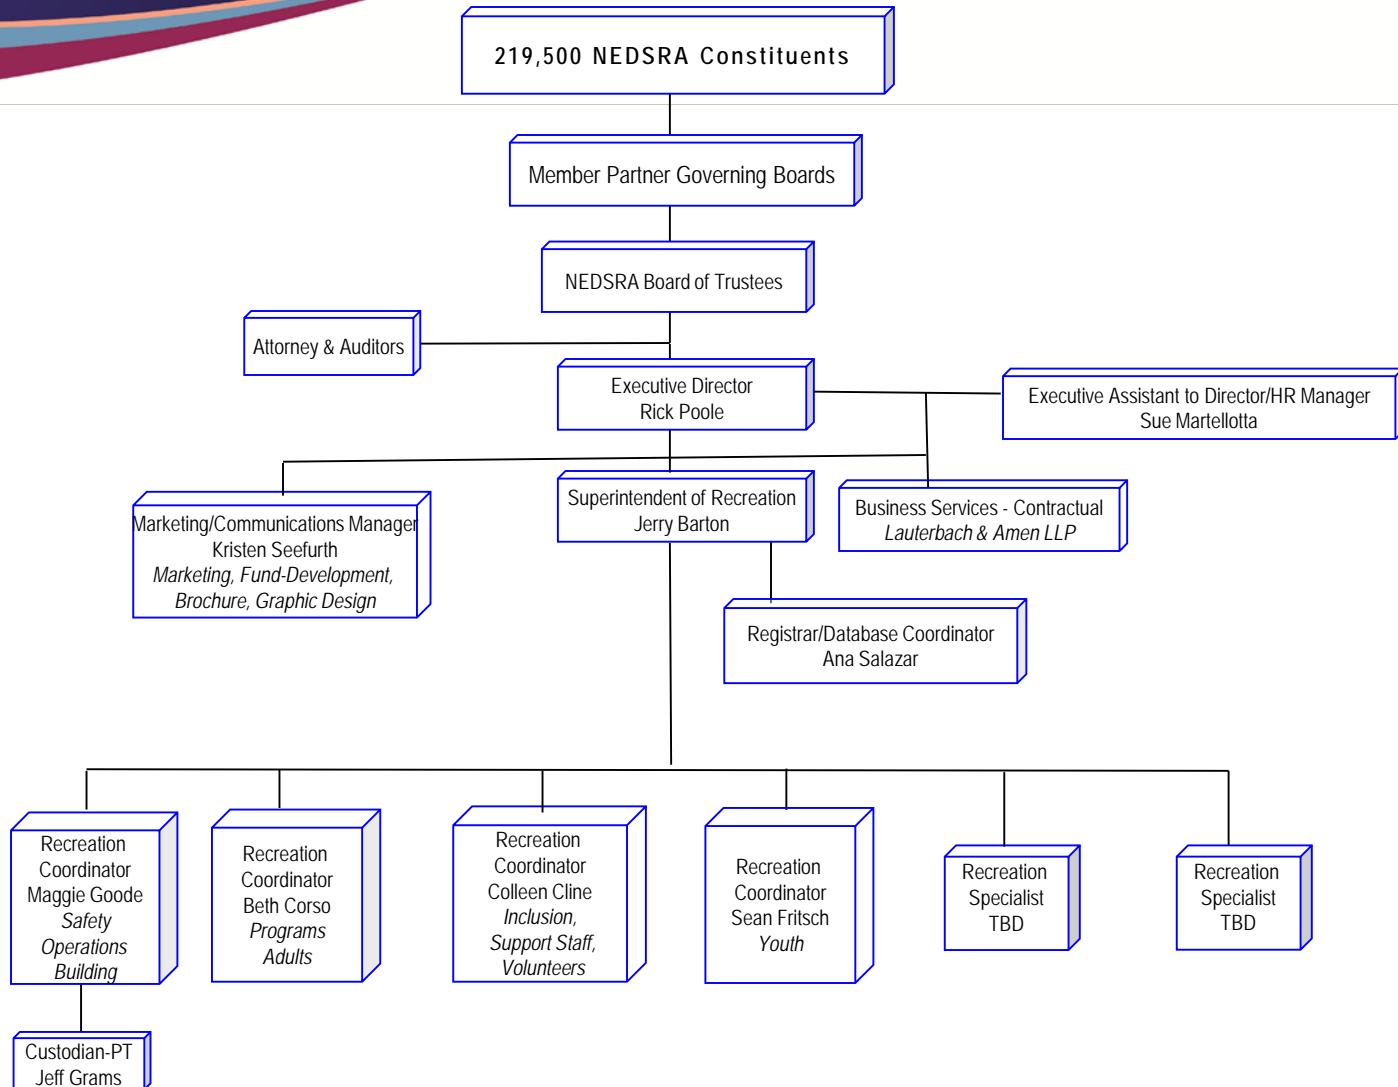 219,500 NEDSRA Constituents
Member Partner Governing Boards
NEDSRA Board of Trustees
Attorney & Auditors
Executive Director
Rick Poole
Executive Assistant to Director/HR Manager
Sue Martellotta
Marketing/Communications Manager
Kristen Seefurth
Marketing, Fund-Development,
Brochure, Graphic Design
Superintendent of Recreation
Jerry Barton
Business Services - Contractual
Lauterbach & Amen LLP
Registrar/Database Coordinator
Ana Salazar
Recreation
Coordinator
Maggie Goode
Safety
Operations
Building
Recreation
Coordinator
Beth Corso
Programs
Adults
Recreation
Coordinator
Colleen Cline
Inclusion,
Support Staff,
Volunteers
Recreation
Coordinator
Sean Fritsch
Youth
Recreation
Specialist
TBD
Recreation
Specialist
TBD
Custodian-PT
Jeff Grams